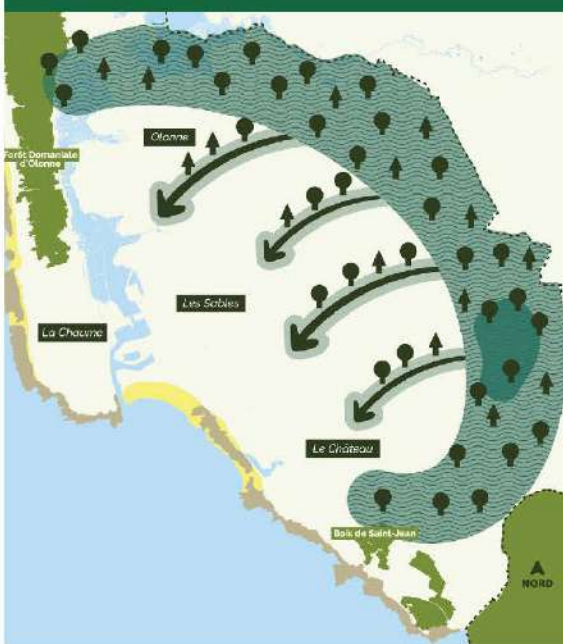 Olonne
Forêt Domaniale
d'Olonne
Les Sables
La Chaume
Le Château
Bois de Saint-Jean
NORD